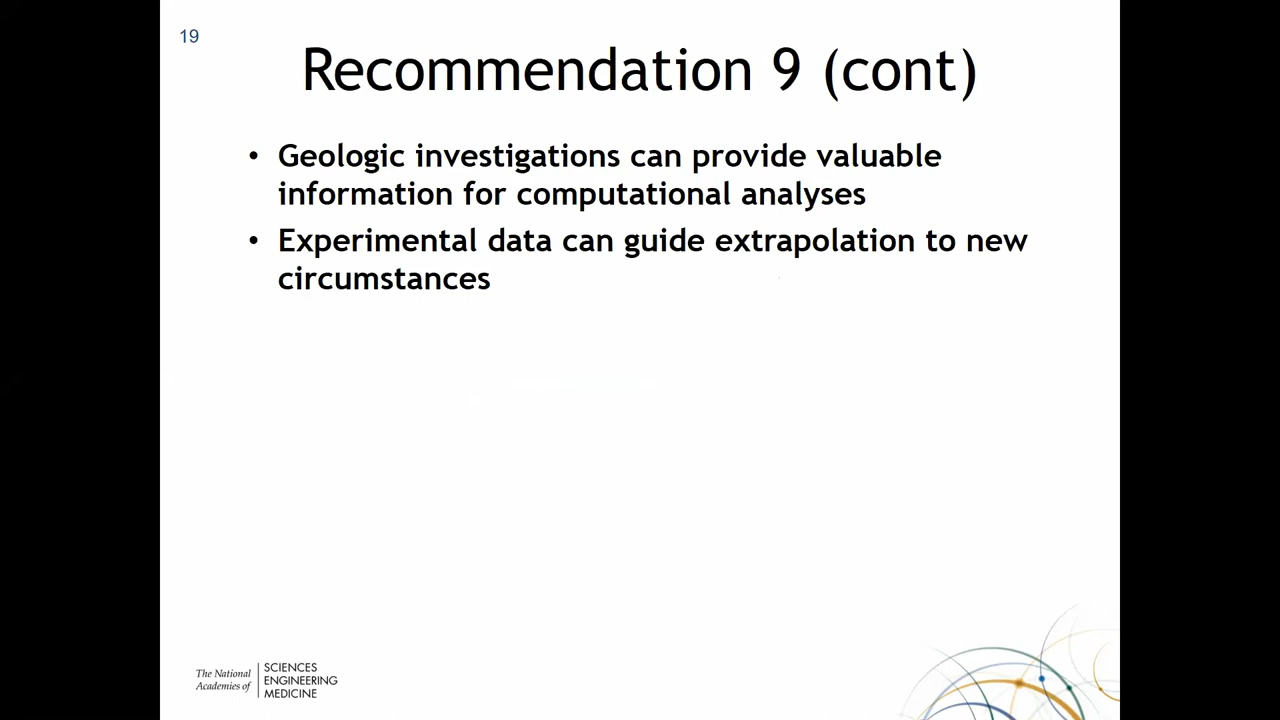 19
Recommendation 9 (cont)
• Geologic investigations can provide valuable
information for computational analyses
• Experimental data can guide extrapolation to new
circumstances
The National
Academies of
SCIENCES
ENGINEERING
MEDICINE